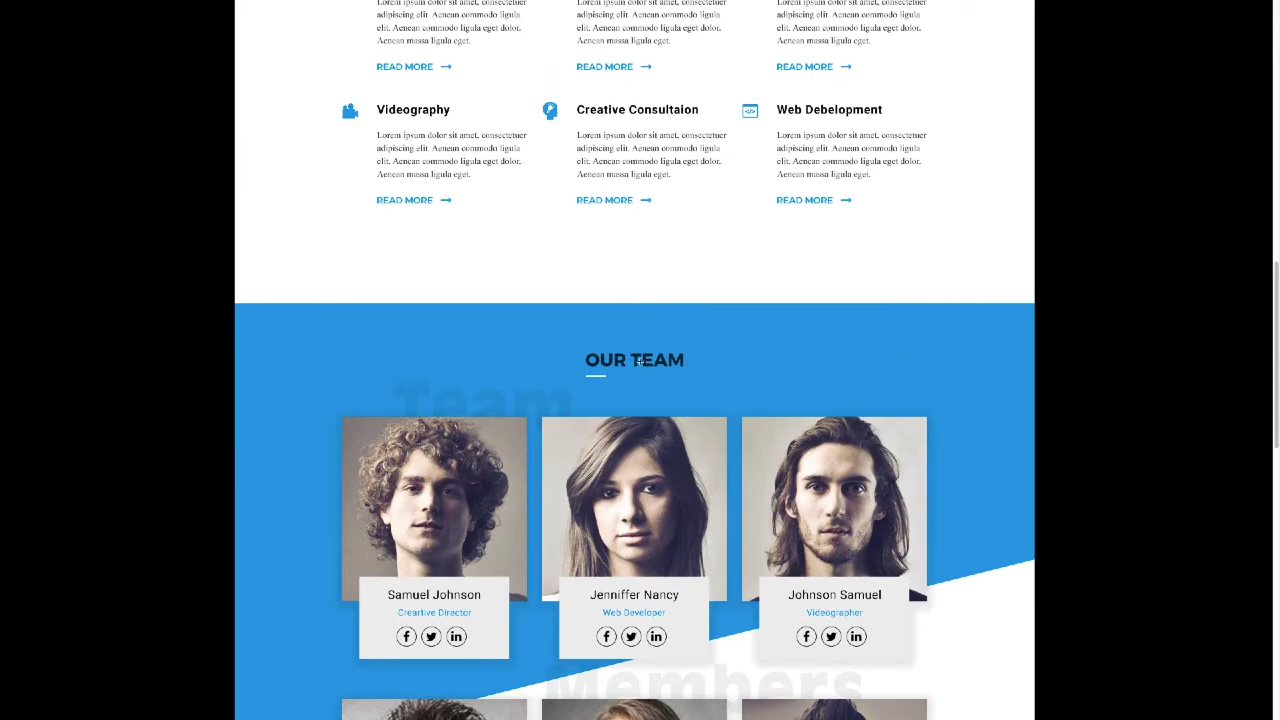 Lorem ipsum dolor sit amet, consectetuer
adipiscing elit. Aenean commodo ligula
elit. Aenean commodo ligula eget dolor.
Aenean massa ligula eget.
READ MORE
Lorem ipsum dolor sit amet, consectetuer
adipiscing elit. Aenean commodo ligula
elit. Aenean commodo ligula eget dolor.
Aenean massa ligula eget.
READ MORE
Lorem ipsum dolor sit amet, consectetuer
adipiscing elit. Aenean commodo ligula
elit. Aenean commodo ligula eget dolor.
Aenean massa ligula eget.
READ MORE
Videography
Lorem ipsum dolor sit amet, consectetuer
adipiscing elit. Aenean commodo ligula
elit. Aenean commodo ligula eget dolor.
Aenean massa ligula eget.
READ MORE
Creative Consultaion
Lorem ipsum dolor sit amet, consectetuer
adipiscing elit. Aenean commodo ligula
elit. Aenean commodo ligula eget dolor.
Aenean massa ligula eget.
READ MORE
Web Debelopment
Lorem ipsum dolor sit amet, consectetuer
adipiscing elit. Aenean commodo ligula
elit. Aenean commodo ligula eget dolor.
Aenean massa ligula eget.
READ MORE
OUR TEAM
Team
Samuel Johnson
Crearive Director
Jenniffer Nancy
Web Developer
Johnson Samuel
Videographer
Members